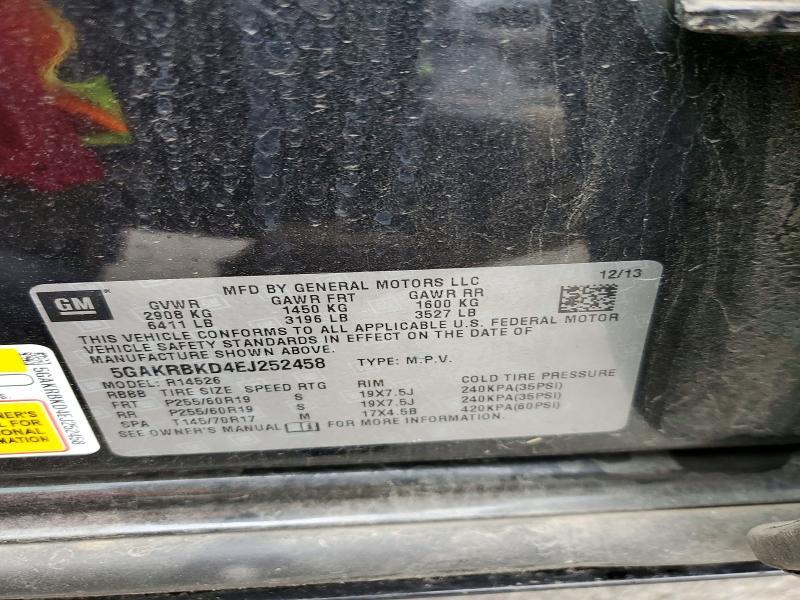 MFD BY GENERAL MOTORS LLC 12/13
GM
GVWR GAWR FRT GAWR RR
2908 KG 1450 KG 1600 KG
6411 LB 3196 LB 3527 LB
THIS VEHICLE CONFORMS TO ALL APPLICABLE U.S. FEDERAL MOTOR
VEHICLE SAFETY STANDARDS IN EFFECT ON THE DATE OF
MANUFACTURE SHOWN ABOVE.
5GAKRBKD4EJ252458 TYPE: M.P.V.
MODEL: R14526
RBBB TIRE SIZE SPEED RTG RIM COLD TIRE PRESSURE
FRT P255/60R19 S 19X7.5J 240KPA(35PSI)
RR P255/60R19 S 19X7.5J 240KPA(35PSI)
SPA T145/70R17 M 17X4.5B 420KPA(60PSI)
SEE OWNER'S MANUAL FOR MORE INFORMATION.
5GAKRBKD4EJ252458